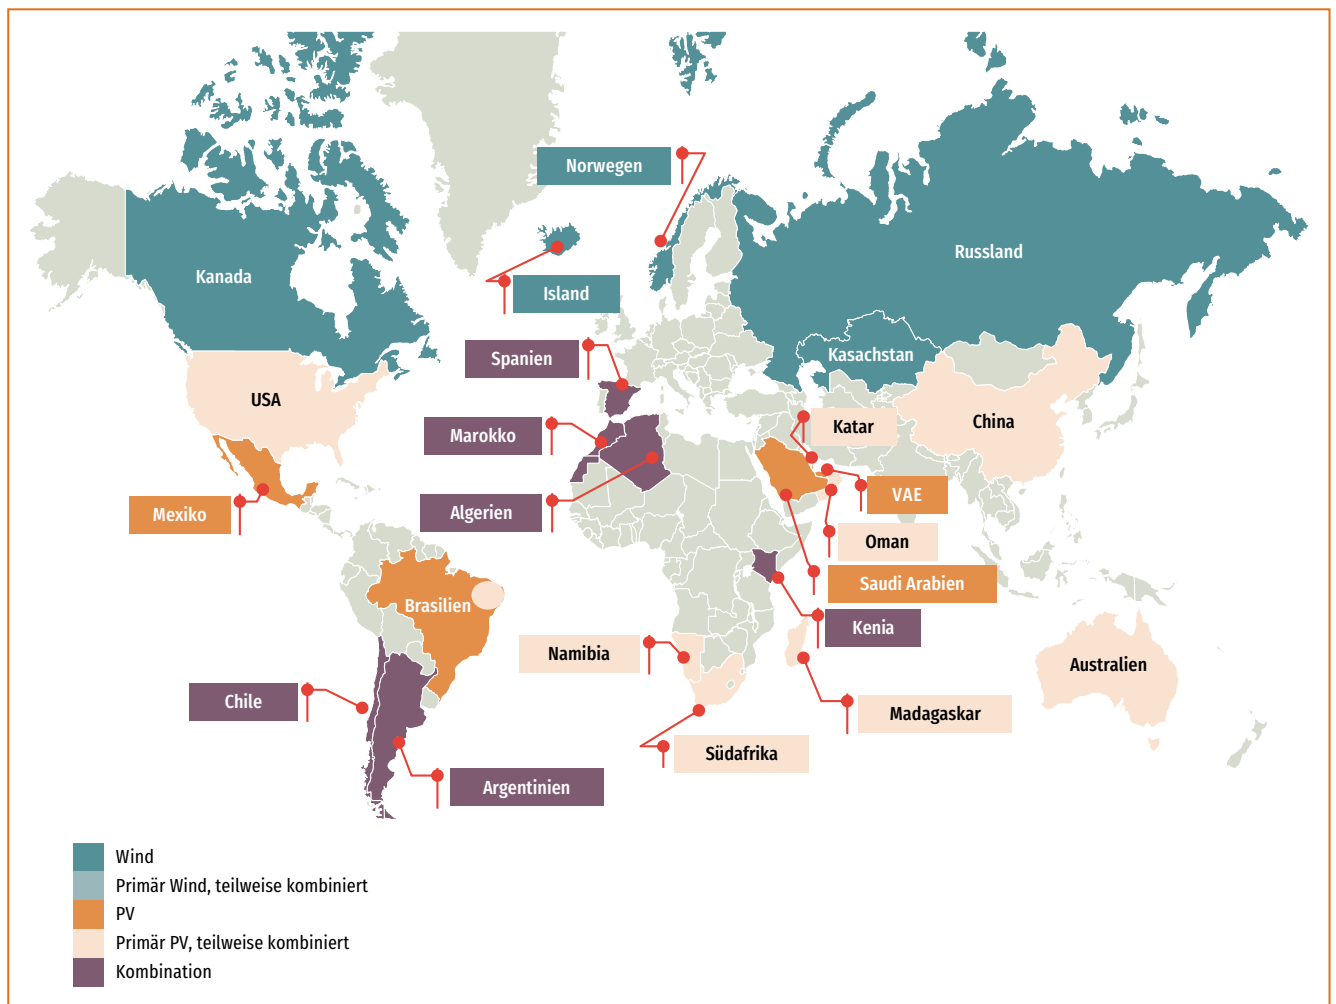 Norwegen
Russland
Kanada
Island
Kasachstan
Spanien
USA
China
Katar
Marokko
VAE
Mexiko
Algerien
Oman
Saudi Arabien
Brasilien
Kenia
Namibia
Australien
Chile
Madagaskar
Südafrika
Argentinien
Wind
Primär Wind, teilweise kombiniert
PV
Primär PV, teilweise kombiniert
Kombination